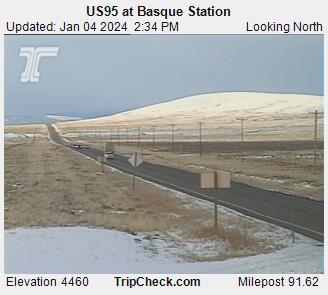 US95 at Basque Station
Updated: Jan 04 2024 2:34 PM Looking North
Elevation 4460 TripCheck.com Milepost 91.62